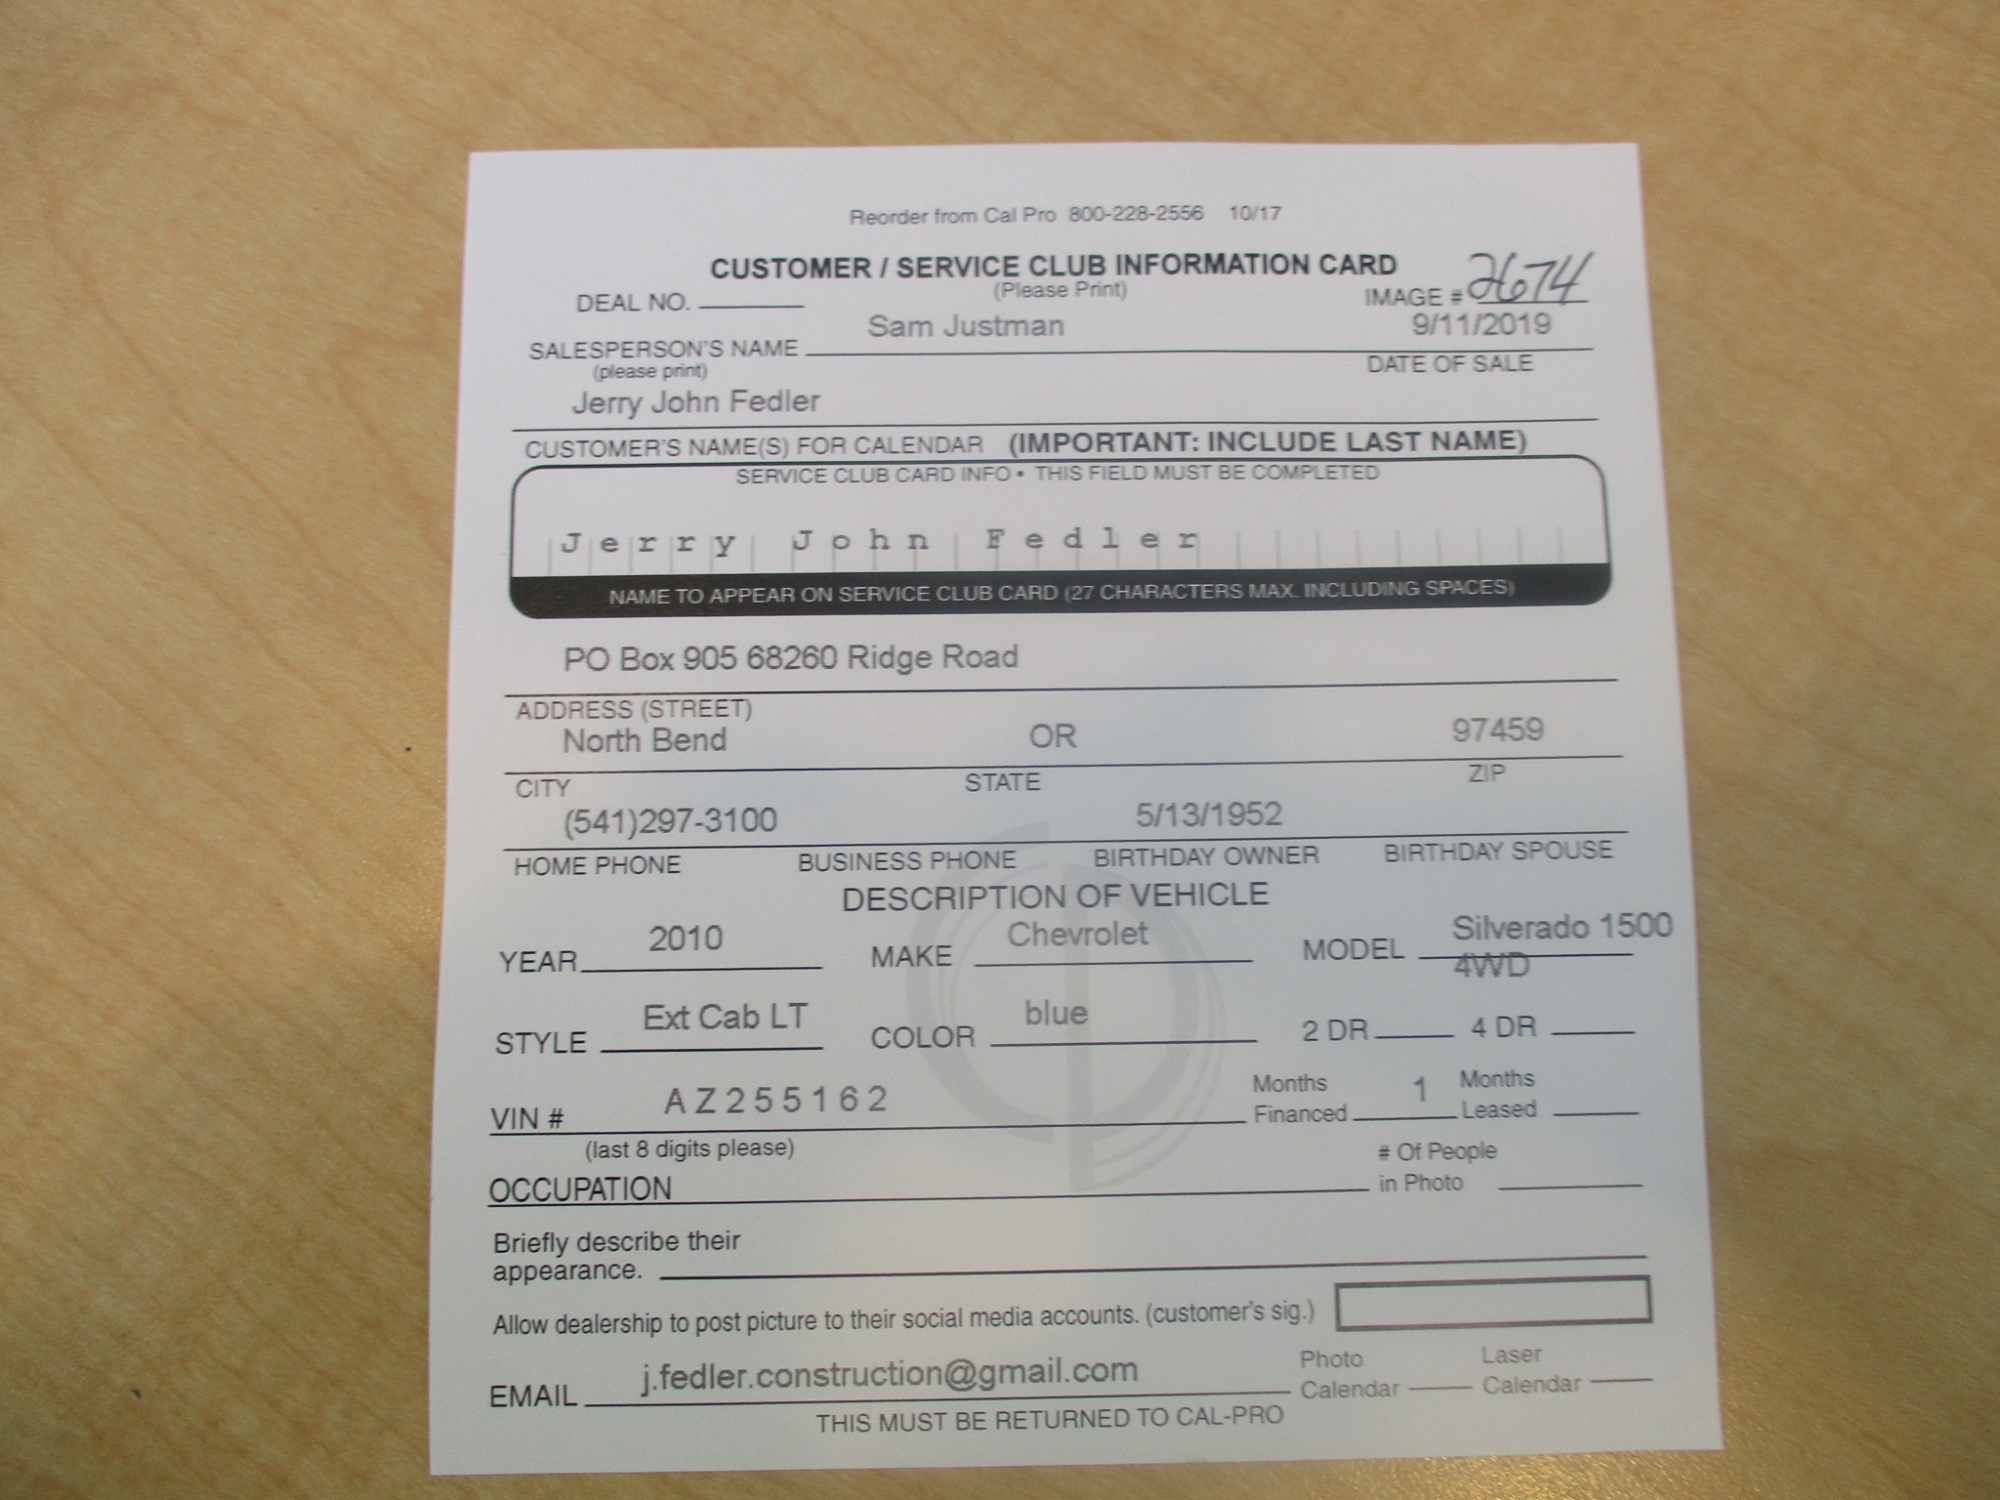 Reorder from Cal Pro 800-228-2556 10/17
CUSTOMER / SERVICE CLUB INFORMATION CARD
(Please Print)
DEAL NO. IMAGE # 2674
Sam Justman 9/11/2019
SALESPERSON'S NAME
(please print) DATE OF SALE
Jerry John Fedler
CUSTOMER'S NAME(S) FOR CALENDAR (IMPORTANT: INCLUDE LAST NAME)
SERVICE CLUB CARD INFO • THIS FIELD MUST BE COMPLETED
Jerry John Fedler
NAME TO APPEAR ON SERVICE CLUB CARD (27 CHARACTERS MAX. INCLUDING SPACES)
PO Box 905 68260 Ridge Road
ADDRESS (STREET)
North Bend OR 97459
CITY STATE ZIP
(541)297-3100 5/13/1952
HOME PHONE BUSINESS PHONE BIRTHDAY OWNER BIRTHDAY SPOUSE
DESCRIPTION OF VEHICLE
YEAR 2010 MAKE Chevrolet MODEL Silverado 1500
4WD
STYLE Ext Cab LT COLOR blue 2 DR 4 DR
VIN # AZ255162 Months Financed 1 Months Leased
(last 8 digits please)
OCCUPATION # Of People in Photo
Briefly describe their
appearance.
Allow dealership to post picture to their social media accounts. (customer's sig.)
EMAIL j.fedler.construction@gmail.com Photo Calendar Laser Calendar
THIS MUST BE RETURNED TO CAL-PRO